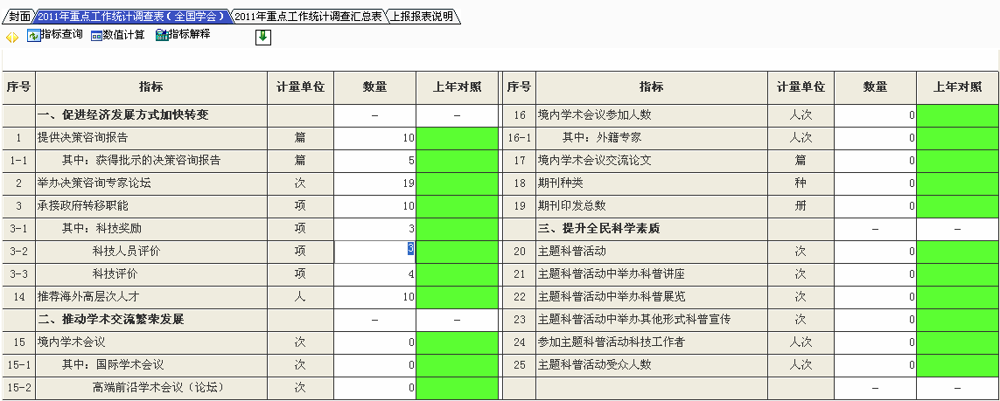 封面 2011年重点工作统计调查表（全国学会） 2011年重点工作统计调查汇总表 上报报表说明
指标查询 数值计算 指标解释
序号 指标 计量单位 数量 上年对照 序号 指标 计量单位 数量 上年对照
一、促进经济发展方式加快转变 — — 16 境内学术会议参加人数 人次 0
1 提供决策咨询报告 篇 10 16-1 其中：外籍专家 人次 0
1-1 其中：获得批示的决策咨询报告 篇 5 17 境内学术会议交流论文 篇 0
2 举办决策咨询专家论坛 次 19 18 期刊种类 种 0
3 承接政府转移职能 项 10 19 期刊印发总数 册 0
3-1 其中：科技奖励 项 3 三、提升全民科学素质 — —
3-2 科技人员评价 项 3 20 主题科普活动 次 0
3-3 科技评价 项 4 21 主题科普活动中举办科普讲座 次 0
14 推荐海外高层次人才 人 10 22 主题科普活动中举办科普展览 次 0
二、推动学术交流繁荣发展 — — 23 主题科普活动中举办其他形式科普宣传 次 0
15 境内学术会议 次 0 24 参加主题科普活动科技工作者 人次 0
15-1 其中：国际学术会议 次 0 25 主题科普活动受众人数 人次 0
15-2 高端前沿学术会议（论坛） 次 0 — —